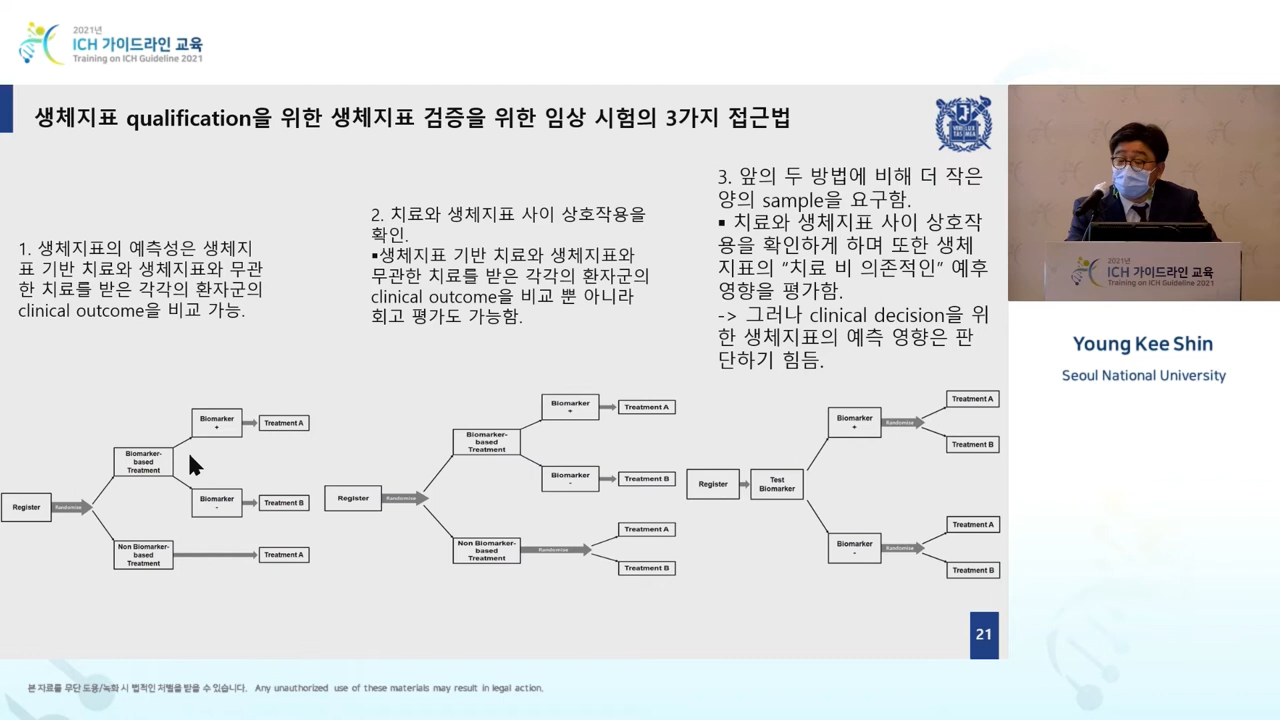 2021년
ICH 가이드라인 교육
Training on ICH Guideline 2021
생체지표 qualification을 위한 생체지표 검증을 위한 임상 시험의 3가지 접근법
1. 생체지표의 예측성은 생체지
표 기반 치료와 생체지표와 무관
한 치료를 받은 각각의 환자군의
clinical outcome을 비교 가능.
2. 치료와 생체지표 사이 상호작용을
확인.
▪생체지표 기반 치료와 생체지표와
무관한 치료를 받은 각각의 환자군의
clinical outcome을 비교 뿐 아니라
회고 평가도 가능함.
3. 앞의 두 방법에 비해 더 작은
양의 sample을 요구함.
▪ 치료와 생체지표 사이 상호작
용을 확인하게 하며 또한 생체
지표의 “치료 비 의존적인” 예후
영향을 평가함.
-> 그러나 clinical decision을 위
한 생체지표의 예측 영향은 판
단하기 힘듬.
Register
Randomise
Biomarker-
based
Treatment
Biomarker
+
Treatment A
Biomarker
-
Treatment B
Non Biomarker-
based
Treatment
Treatment A
Register
Randomise
Biomarker-
based
Treatment
Biomarker
+
Treatment A
Biomarker
-
Treatment B
Non Biomarker-
based
Treatment
Randomise
Treatment A
Treatment B
Register
Test
Biomarker
Biomarker
+
Randomise
Treatment A
Treatment B
Biomarker
-
Randomise
Treatment A
Treatment B
21
2021년
ICH 가이드라인 교육
Training on ICH Guideline 2021
Young Kee Shin
Seoul National University
본 자료를 무단 도용/녹화 시 법적인 처벌을 받을 수 있습니다. Any unauthorized use of these materials may result in legal action.